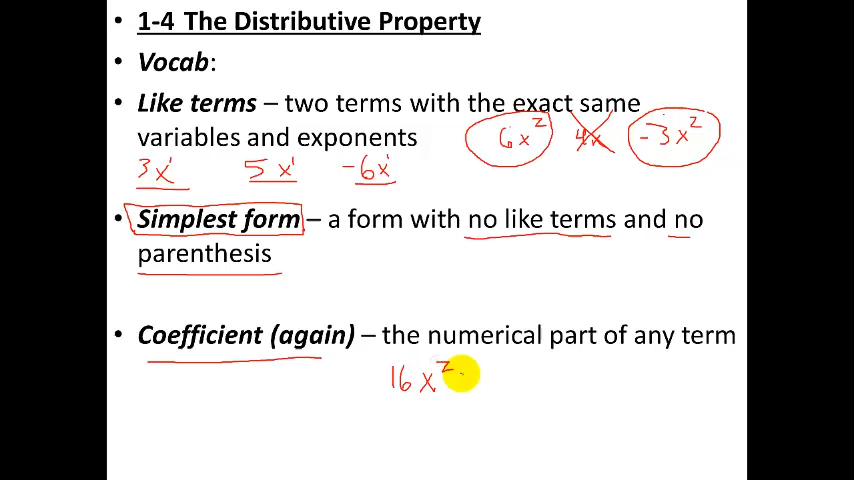 • 1-4 The Distributive Property
• Vocab:
• Like terms – two terms with the exact same
variables and exponents 6x² 4x -3x²
3x¹ 5x¹ -6x¹
• Simplest form – a form with no like terms and no
parenthesis
• Coefficient (again) – the numerical part of any term
16x²